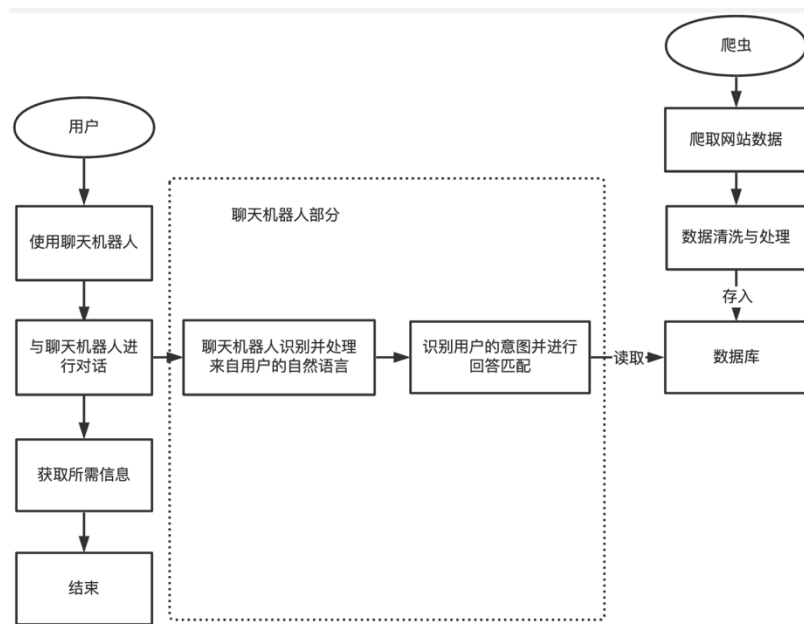 爬虫
用户
爬取网站数据
使用聊天机器人
聊天机器人部分
数据清洗与处理
存入
与聊天机器人进
行对话
聊天机器人识别并处理
来自用户的自然语言
识别用户的意图并进行
回答匹配
读取
数据库
获取所需信息
结束